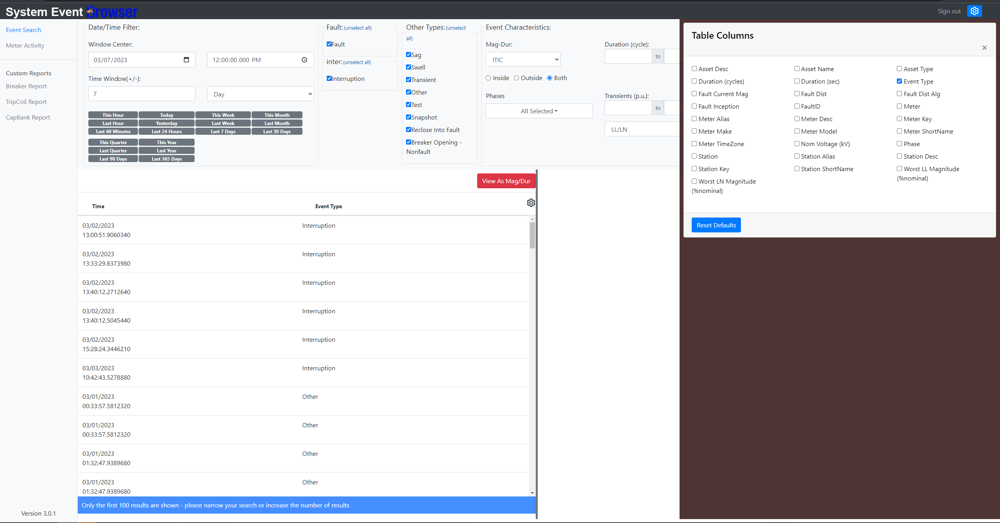 System Event Browser
Sign out
Event Search
Meter Activity
Custom Reports
Breaker Report
TripCoil Report
CapBank Report
Version 3.0.1
Date/Time Filter:
Window Center:
03/07/2023
12:00:00.000 PM
Time Window(+/-):
7
Day
This Hour
Today
This Week
This Month
Last Hour
Yesterday
Last Week
Last Month
Last 60 Minutes
Last 24 Hours
Last 7 Days
Last 30 Days
This Quarter
This Year
Last Quarter
Last Year
Last 90 Days
Last 365 Days
Fault: (unselect all)
Fault
inter: (unselect all)
Interruption
Other Types: (unselect
all)
Sag
Swell
Transient
Other
Test
Snapshot
Reclose Into Fault
Breaker Opening -
Nonfault
Event Characteristics:
Mag-Dur:
ITIC
Inside
Outside
Both
Phases
All Selected
Duration (cycle):
to
Transients (p.u.):
to
LL/LN
View As Mag/Dur
Time
Event Type
03/02/2023
13:00:51.9060340
Interruption
03/02/2023
13:33:29.8373980
Interruption
03/02/2023
13:40:12.2712640
Interruption
03/02/2023
13:40:12.5045440
Interruption
03/02/2023
15:28:24.3446210
Interruption
03/03/2023
10:42:43.5278880
Interruption
03/01/2023
00:33:57.5812320
Other
03/01/2023
00:33:57.5812320
Other
03/01/2023
01:32:47.9389680
Other
03/01/2023
01:32:47.9389680
Other
Only the first 100 results are shown - please narrow your search or increase the number of results
Table Columns
×
Asset Desc
Asset Name
Asset Type
Duration (cycles)
Duration (sec)
Event Type
Fault Current Mag
Fault Dist
Fault Dist Alg
Fault Inception
FaultID
Meter
Meter Alias
Meter Desc
Meter Key
Meter Make
Meter Model
Meter ShortName
Meter TimeZone
Nom Voltage (kV)
Phase
Station
Station Alias
Station Desc
Station Key
Station ShortName
Worst LL Magnitude
(%nominal)
Worst LN Magnitude
(%nominal)
Reset Defaults